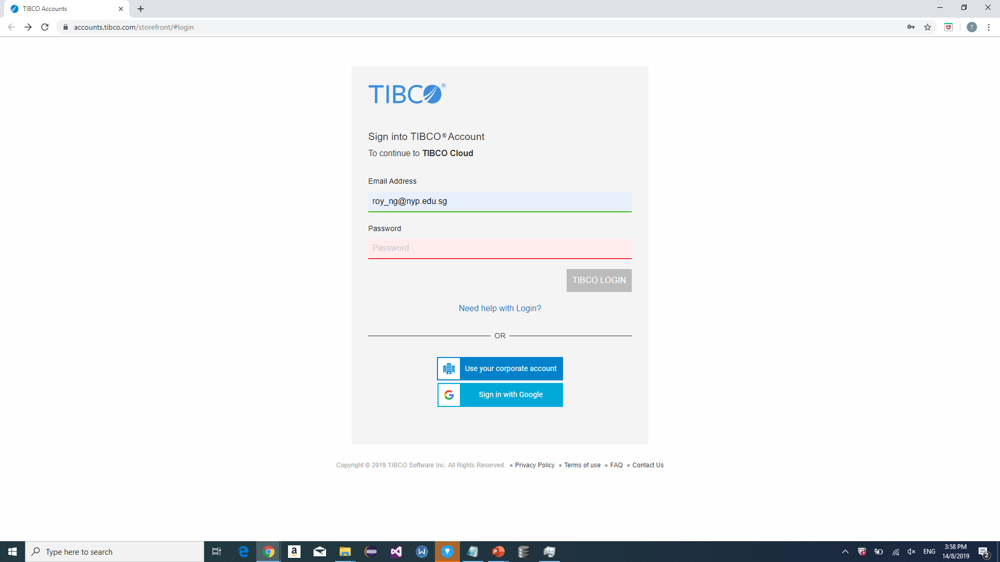 TIBCO Accounts
accounts.tibco.com/storefront/#login
T
TIBCO®
Sign into TIBCO® Account
To continue to TIBCO Cloud
Email Address
roy_ng@nyp.edu.sg
Password
Password
TIBCO LOGIN
Need help with Login?
OR
Use your corporate account
Sign in with Google
Copyright © 2019 TIBCO Software Inc. All Rights Reserved. ● Privacy Policy ● Terms of use ● FAQ ● Contact Us
Type here to search
ENG
3:58 PM
14/8/2019
2